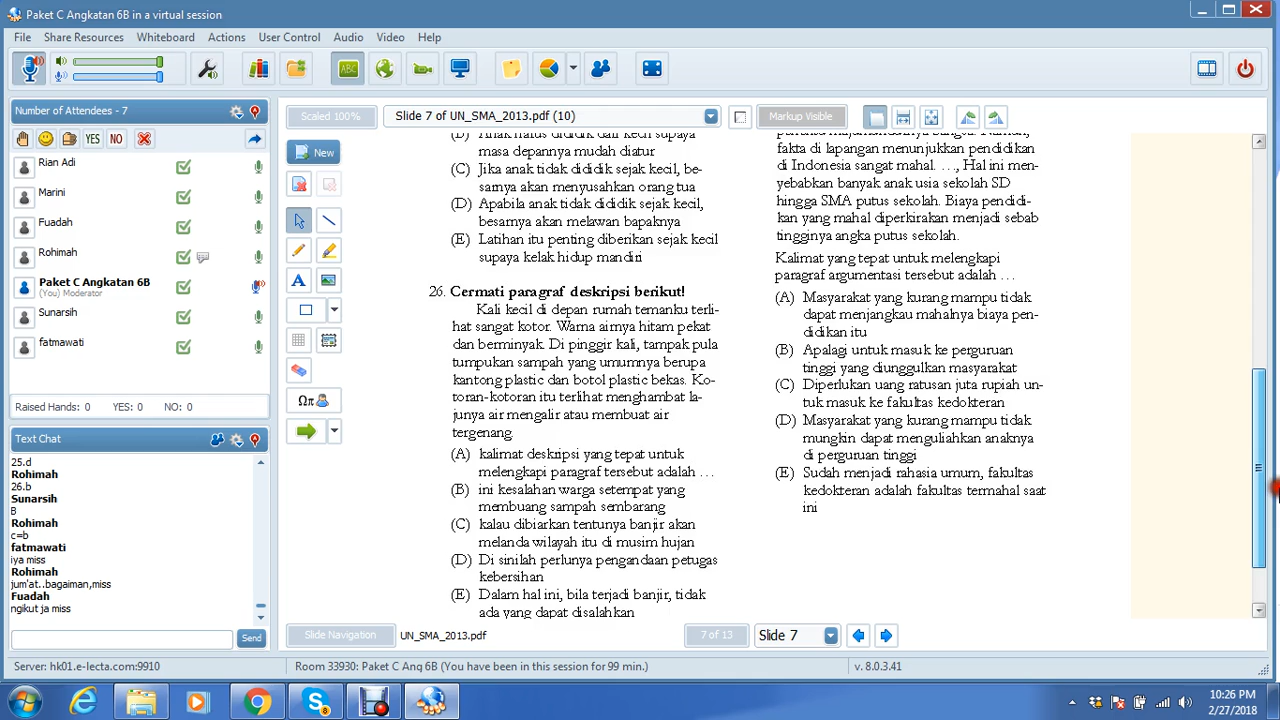 Paket C Angkatan 6B in a virtual session
File Share Resources Whiteboard Actions User Control Audio Video Help
ABC
Number of Attendees - 7
YES NO
Rian Adi
Marini
Fuadah
Rohimah
Paket C Angkatan 6B
(You) Moderator
Sunarsih
fatmawati
Raised Hands: 0 YES: 0 NO: 0
Text Chat
25.d
Rohimah
26.b
Sunarsih
B
Rohimah
c=b
fatmawati
iya miss
Rohimah
jum'at..bagaiman,miss
Fuadah
ngikut ja miss
Send
Scaled 100%
Slide 7 of UN_SMA_2013.pdf (10)
Markup Visible
New
A
Ωπ
masa depannya mudah diatur
(C) Jika anak tidak dididik sejak kecil, be-
sarnya akan menyusahkan orang tua
(D) Apabila anak tidak dididik sejak kecil,
besarnya akan melawan bapaknya
(E) Latihan itu penting diberikan sejak kecil
supaya kelak hidup mandiri
26. Cermati paragraf deskripsi berikut!
Kali kecil di depan rumah temanku terli-
hat sangat kotor. Warna airnya hitam pekat
dan berminyak. Di pinggir kali, tampak pula
tumpukan sampah yang umumnya berupa
kantong plastic dan botol plastic bekas. Ko-
toran-kotoran itu terlihat menghambat la-
junya air mengalir atau membuat air
tergenang.
(A) kalimat deskripsi yang tepat untuk
melengkapi paragraf tersebut adalah …
(B) ini kesalahan warga setempat yang
membuang sampah sembarang
(C) kalau dibiarkan tentunya banjir akan
melanda wilayah itu di musim hujan
(D) Di sinilah perlunya pengandaan petugas
kebersihan
(E) Dalam hal ini, bila terjadi banjir, tidak
ada yang dapat disalahkan
fakta di lapangan menunjukkan pendidikan
di Indonesia sangat mahal. …, Hal ini men-
yebabkan banyak anak usia sekolah SD
hingga SMA putus sekolah. Biaya pendidi-
kan yang mahal diperkirakan menjadi sebab
tingginya angka putus sekolah.
Kalimat yang tepat untuk melengkapi
paragraf argumentasi tersebut adalah …
(A) Masyarakat yang kurang mampu tidak
dapat menjangkau mahalnya biaya pen-
didikan itu
(B) Apalagi untuk masuk ke perguruan
tinggi yang diunggulkan masyarakat
(C) Diperlukan uang ratusan juta rupiah un-
tuk masuk ke fakultas kedokteran
(D) Masyarakat yang kurang mampu tidak
mungkin dapat menguliahkan anaknya
di perguruan tinggi
(E) Sudah menjadi rahasia umum, fakultas
kedokteran adalah fakultas termahal saat
ini
Slide Navigation UN_SMA_2013.pdf 7 of 13 Slide 7
Server: hk01.e-lecta.com:9910 Room 33930: Paket C Ang 6B (You have been in this session for 99 min.) v. 8.0.3.41
10:26 PM
2/27/2018